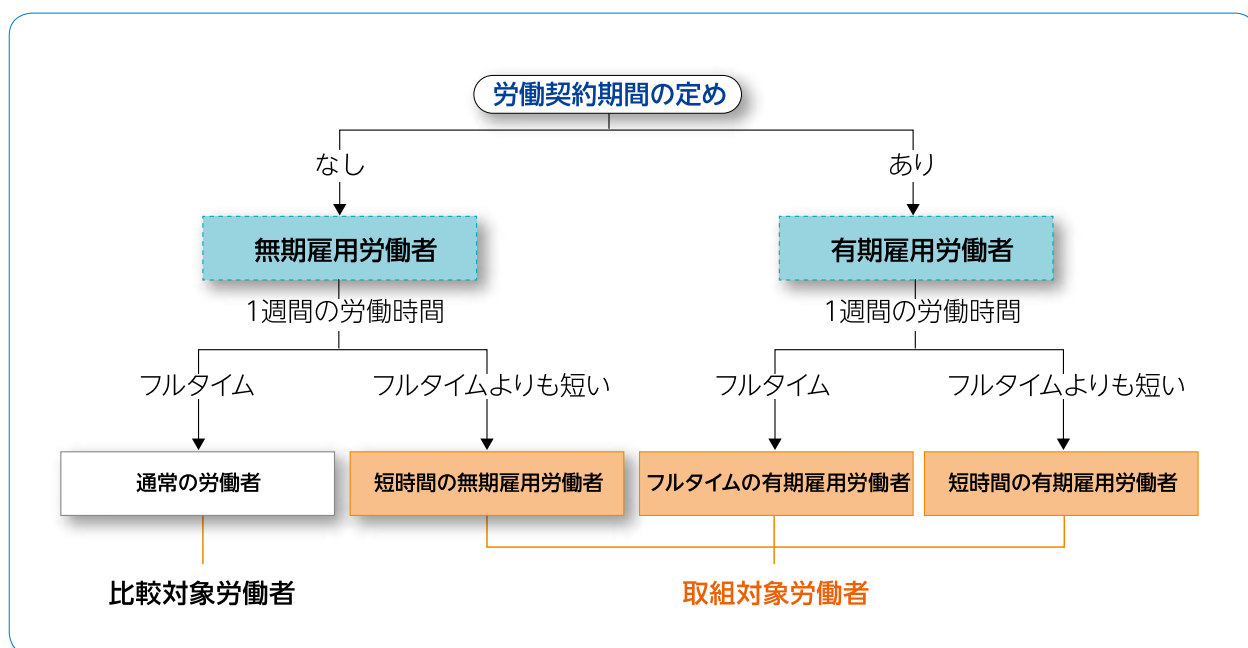 労働契約期間の定め
なし
あり
無期雇用労働者
有期雇用労働者
1週間の労働時間
1週間の労働時間
フルタイム
フルタイムよりも短い
フルタイム
フルタイムよりも短い
通常の労働者
短時間の無期雇用労働者
フルタイムの有期雇用労働者
短時間の有期雇用労働者
比較対象労働者
取組対象労働者